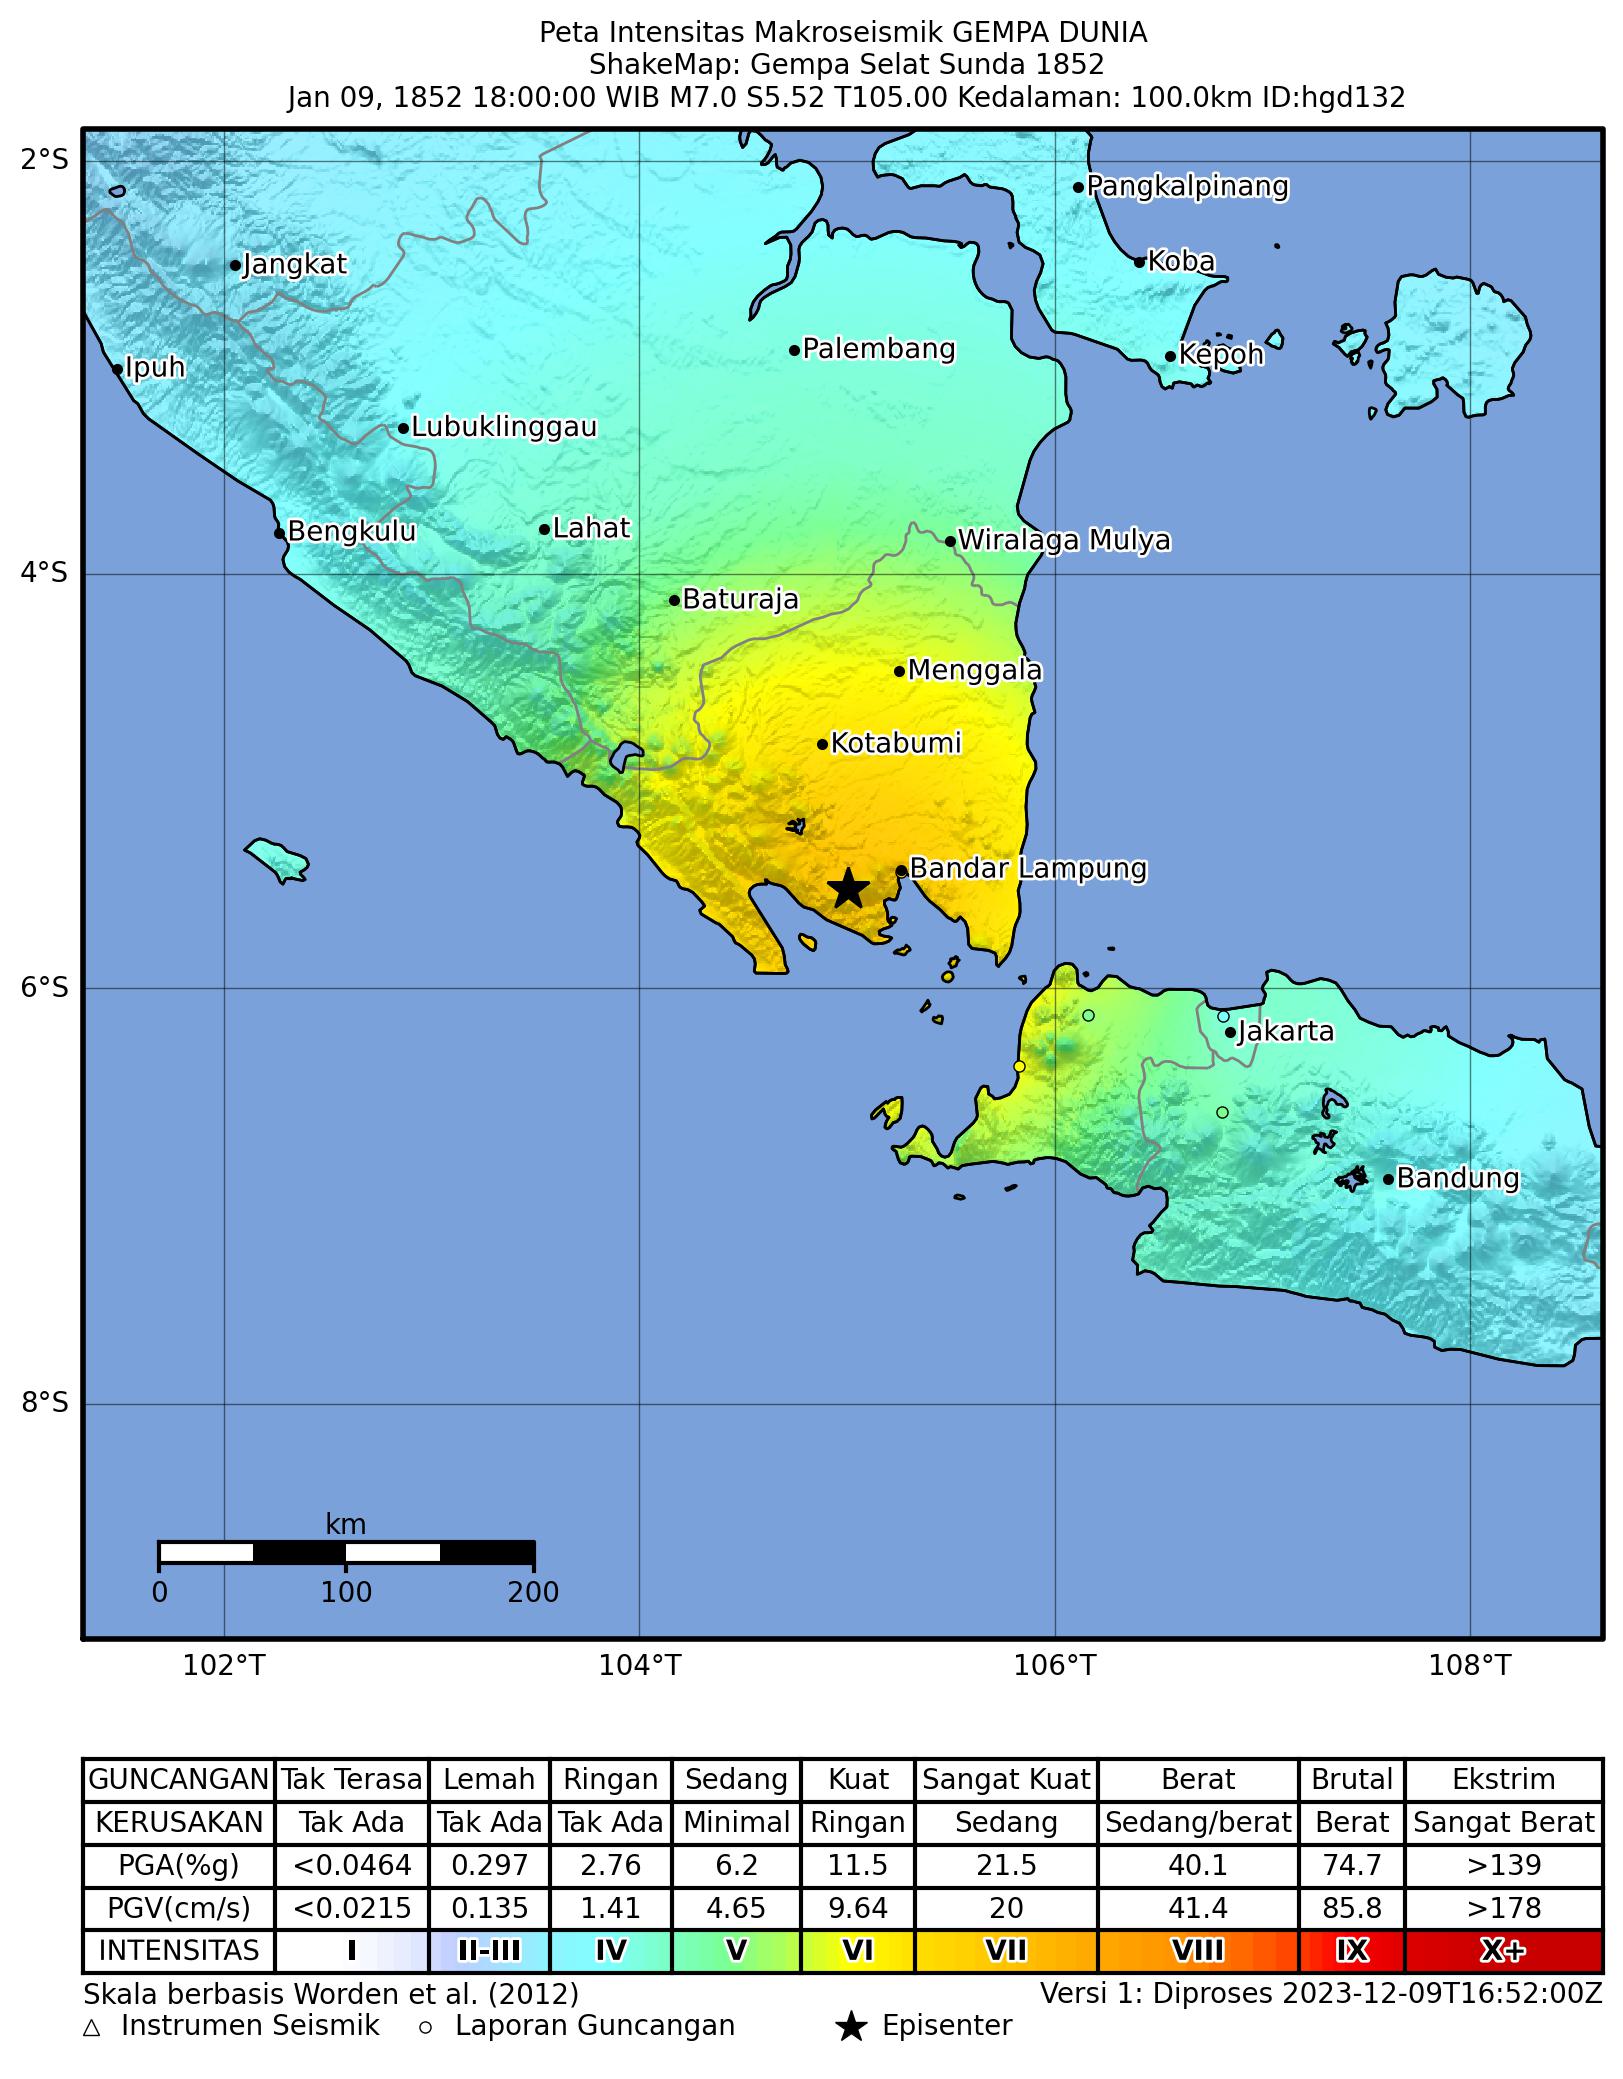 Peta Intensitas Makroseismik GEMPA DUNIA
ShakeMap: Gempa Selat Sunda 1852
Jan 09, 1852 18:00:00 WIB M7.0 S5.52 T105.00 Kedalaman: 100.0km ID:hgd132
2°S
Pangkalpinang
Jangkat
Koba
Palembang
Kepoh
Ipuh
Lubuklinggau
Bengkulu
Lahat
Wiralaga Mulya
4°S
Baturaja
Menggala
Kotabumi
Bandar Lampung
6°S
Jakarta
Bandung
8°S
km
0 100 200
102°T 104°T 106°T 108°T
GUNCANGAN Tak Terasa Lemah Ringan Sedang Kuat Sangat Kuat Berat Brutal Ekstrim
KERUSAKAN Tak Ada Tak Ada Tak Ada Minimal Ringan Sedang Sedang/berat Berat Sangat Berat
PGA(%g) <0.0464 0.297 2.76 6.2 11.5 21.5 40.1 74.7 >139
PGV(cm/s) <0.0215 0.135 1.41 4.65 9.64 20 41.4 85.8 >178
INTENSITAS I II-III IV V VI VII VIII IX X+
Skala berbasis Worden et al. (2012) Versi 1: Diproses 2023-12-09T16:52:00Z
△ Instrumen Seismik ○ Laporan Guncangan ★ Episenter